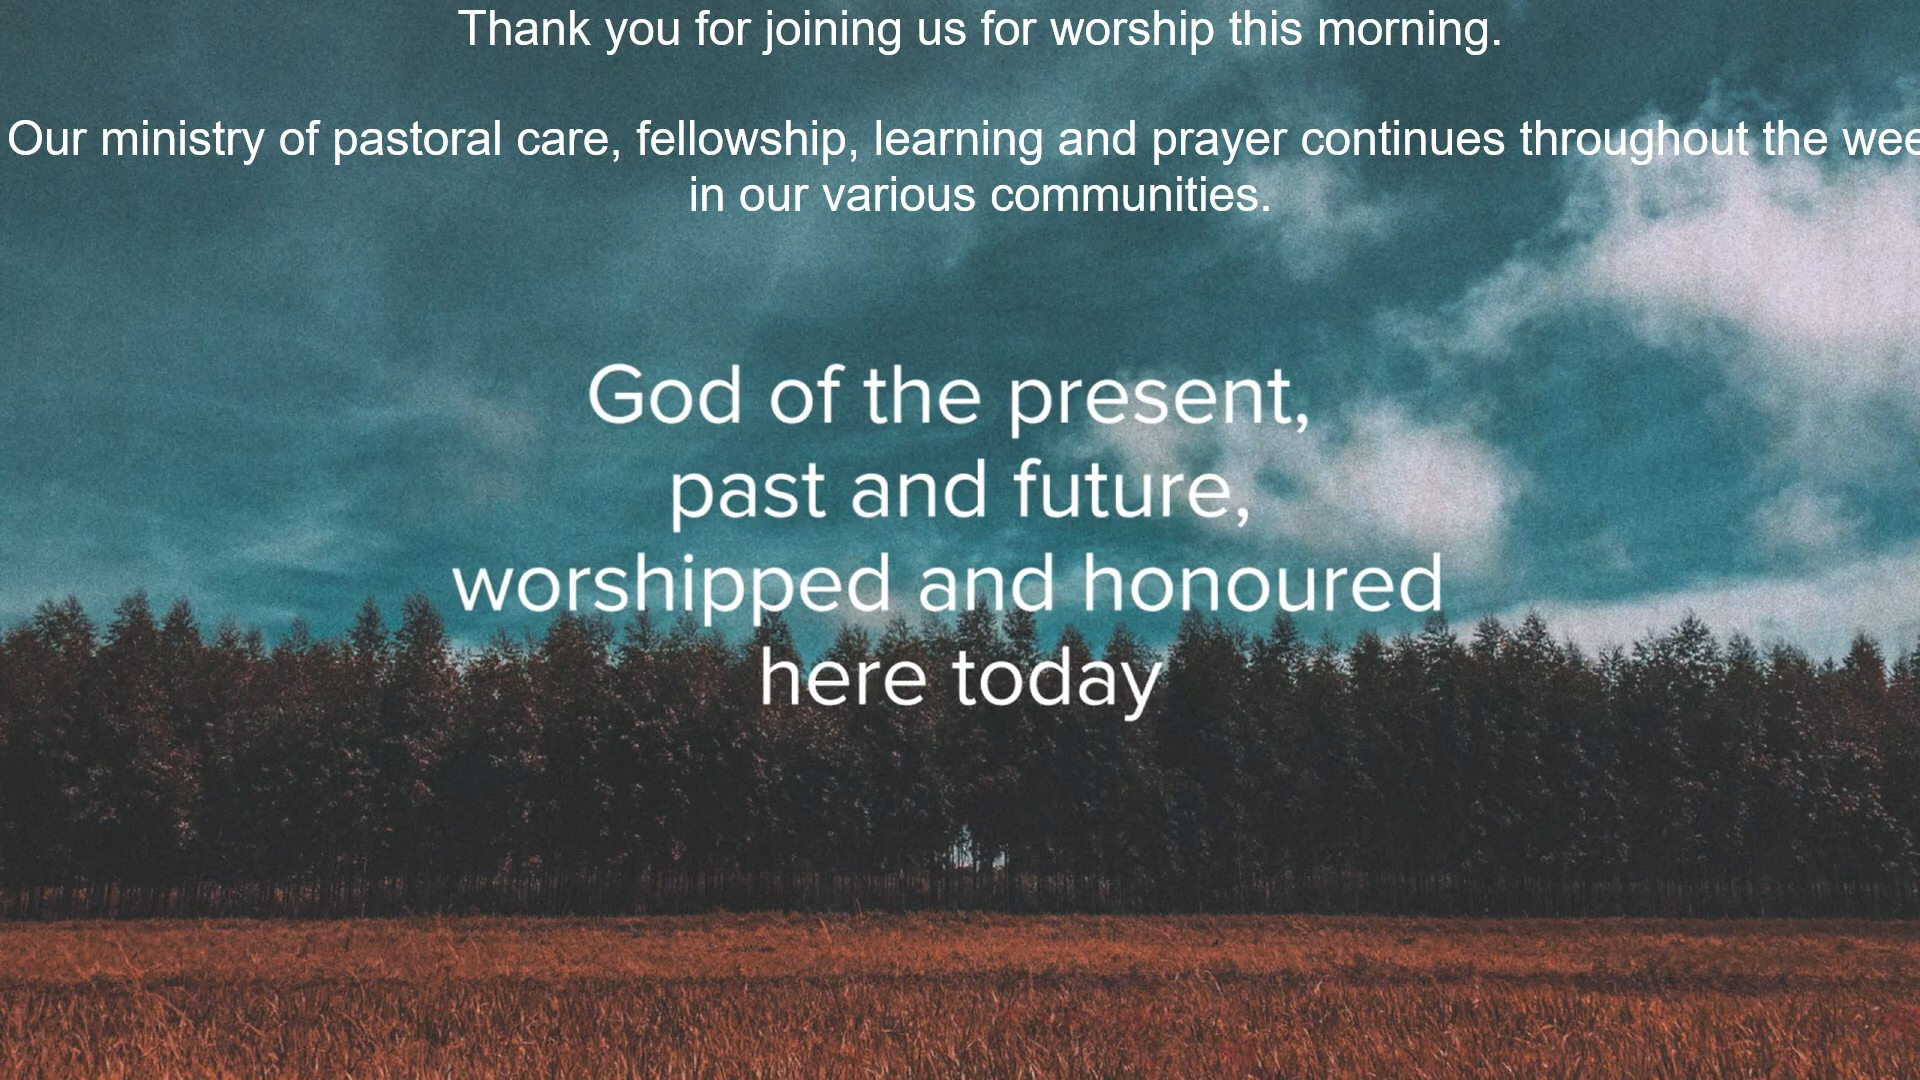 Thank you for joining us for worship this morning.
Our ministry of pastoral care, fellowship, learning and prayer continues throughout the wee
in our various communities.
God of the present,
past and future,
worshipped and honoured
here today